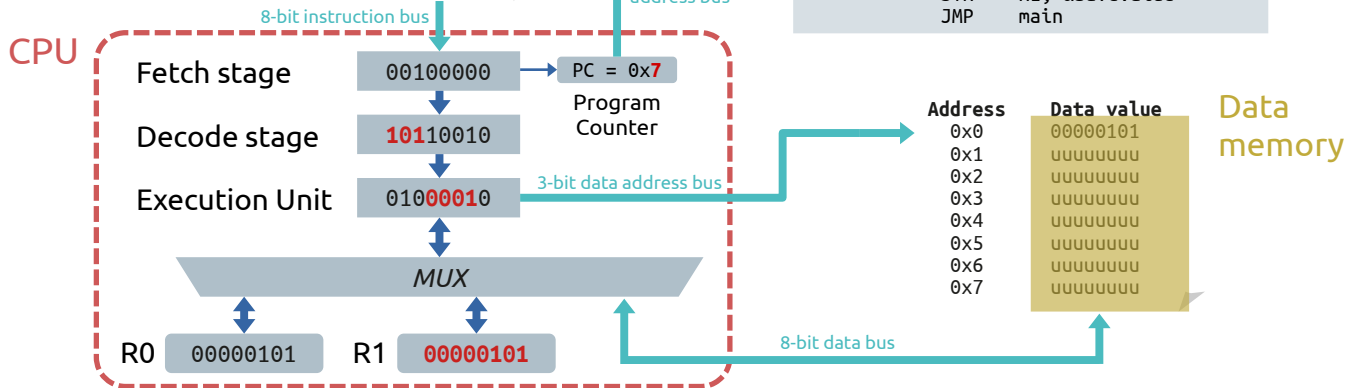 8-bit instruction bus
address bus
JMP main
CPU
Fetch stage
00100000
PC = 0x7
Program
Counter
Decode stage
10110010
Execution Unit
01000010
3-bit data address bus
MUX
R0
00000101
R1
00000101
8-bit data bus
Address Data value
0x0 00000101
0x1 uuuuuuuu
0x2 uuuuuuuu
0x3 uuuuuuuu
0x4 uuuuuuuu
0x5 uuuuuuuu
0x6 uuuuuuuu
0x7 uuuuuuuu
Data
memory